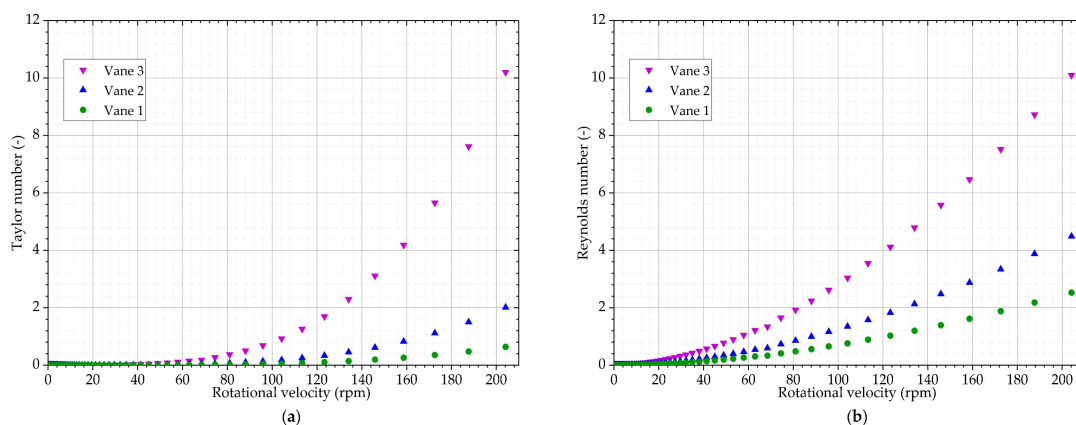 12
10
8
6
4
2
0
Taylor number (-)
Vane 3
Vane 2
Vane 1
0 20 40 60 80 100 120 140 160 180 200
Rotational velocity (rpm)
(a)
12
10
8
6
4
2
0
Reynolds number (-)
Vane 3
Vane 2
Vane 1
0 20 40 60 80 100 120 140 160 180 200
Rotational velocity (rpm)
(b)